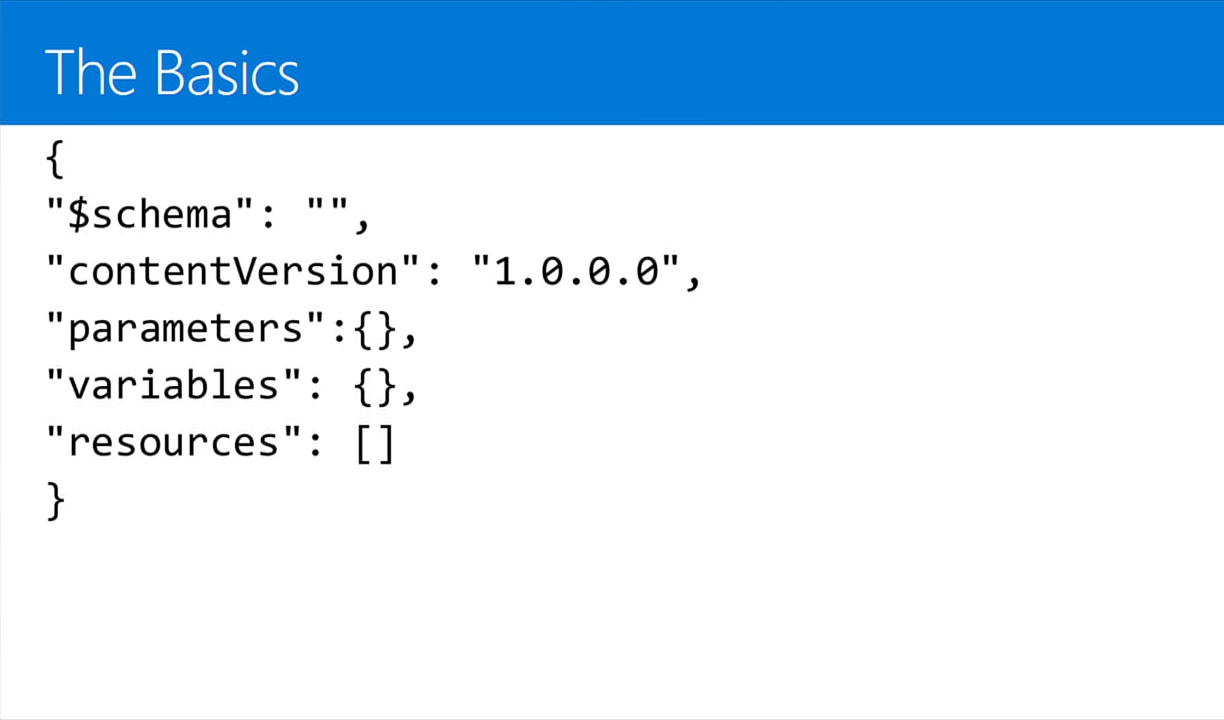 The Basics
{
"$schema": "",
"contentVersion": "1.0.0.0",
"parameters":{},
"variables": {},
"resources": []
}